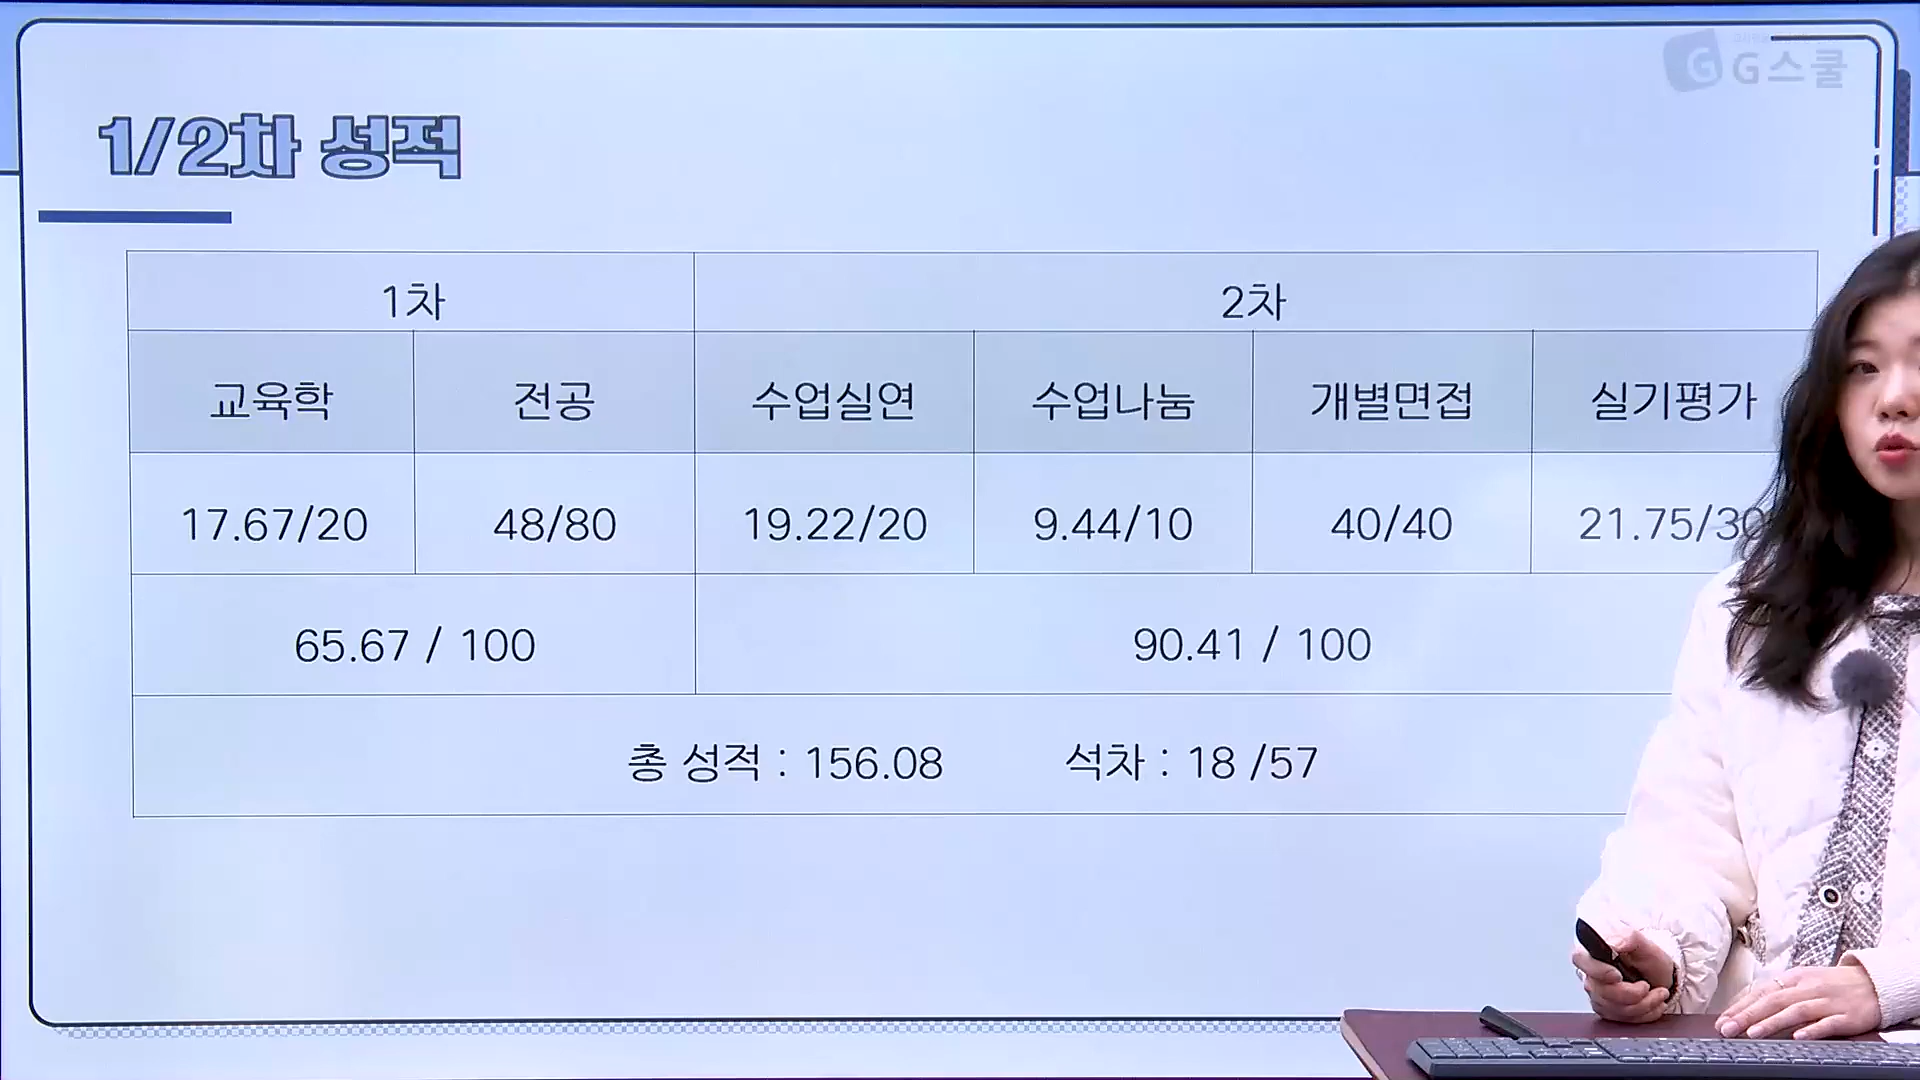 G스쿨
1/2차 성적
1차 2차
교육학 전공 수업실연 수업나눔 개별면접 실기평가
17.67/20 48/80 19.22/20 9.44/10 40/40 21.75/30
65.67 / 100 90.41 / 100
총 성적 : 156.08 석차 : 18 /57